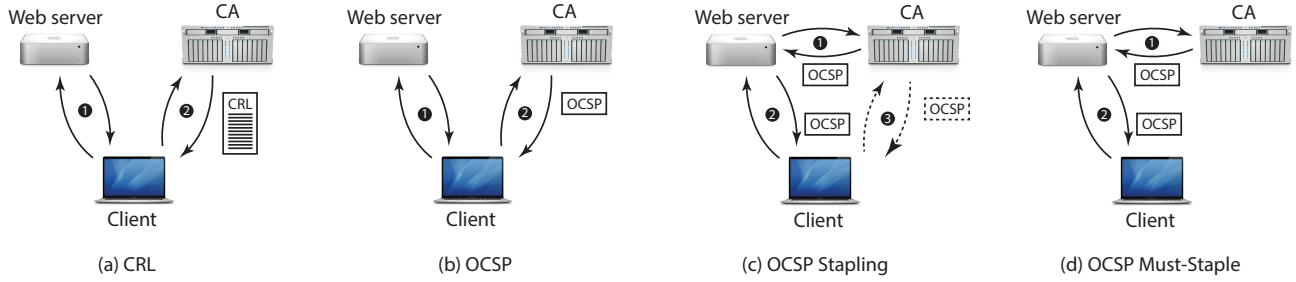 Web server
CA
❶
❷
CRL
Client
(a) CRL
Web server
CA
❶
❷
OCSP
Client
(b) OCSP
Web server
CA
❶
OCSP
❷
OCSP
❸
OCSP
Client
(c) OCSP Stapling
Web server
CA
❶
OCSP
❷
OCSP
Client
(d) OCSP Must-Staple